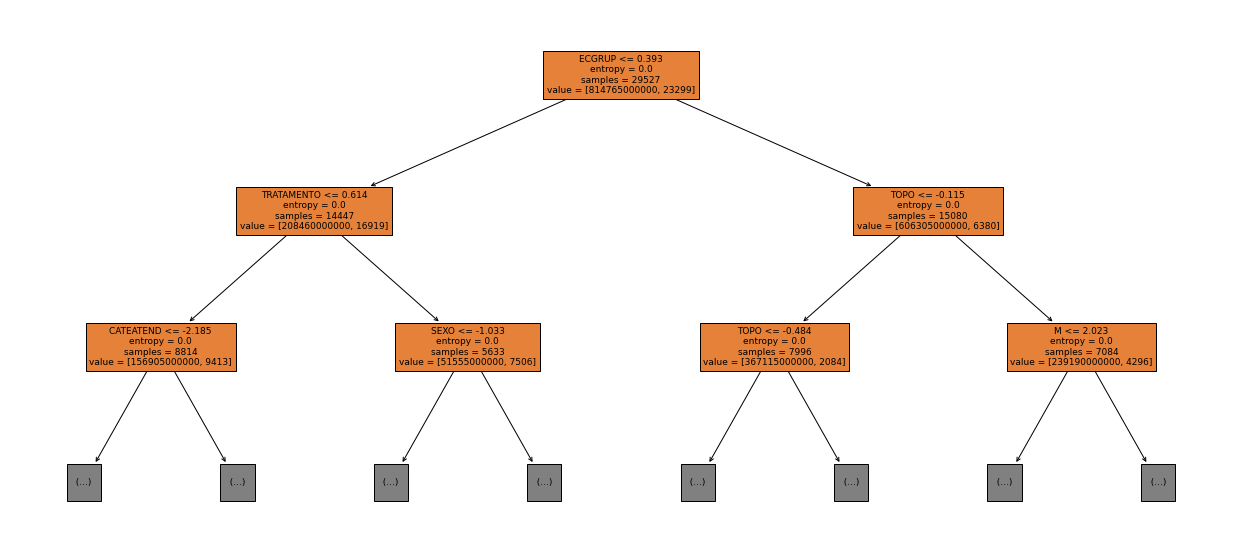 ECGRUP <= 0.393
entropy = 0.0
samples = 29527
value = [814765000000, 23299]
TRATAMENTO <= 0.614
entropy = 0.0
samples = 14447
value = [208460000000, 16919]
TOPO <= -0.115
entropy = 0.0
samples = 15080
value = [606305000000, 6380]
CATEATEND <= -2.185
entropy = 0.0
samples = 8814
value = [156905000000, 9413]
SEXO <= -1.033
entropy = 0.0
samples = 5633
value = [51555000000, 7506]
TOPO <= -0.484
entropy = 0.0
samples = 7996
value = [367115000000, 2084]
M <= 2.023
entropy = 0.0
samples = 7084
value = [239190000000, 4296]
(...)
(...)
(...)
(...)
(...)
(...)
(...)
(...)